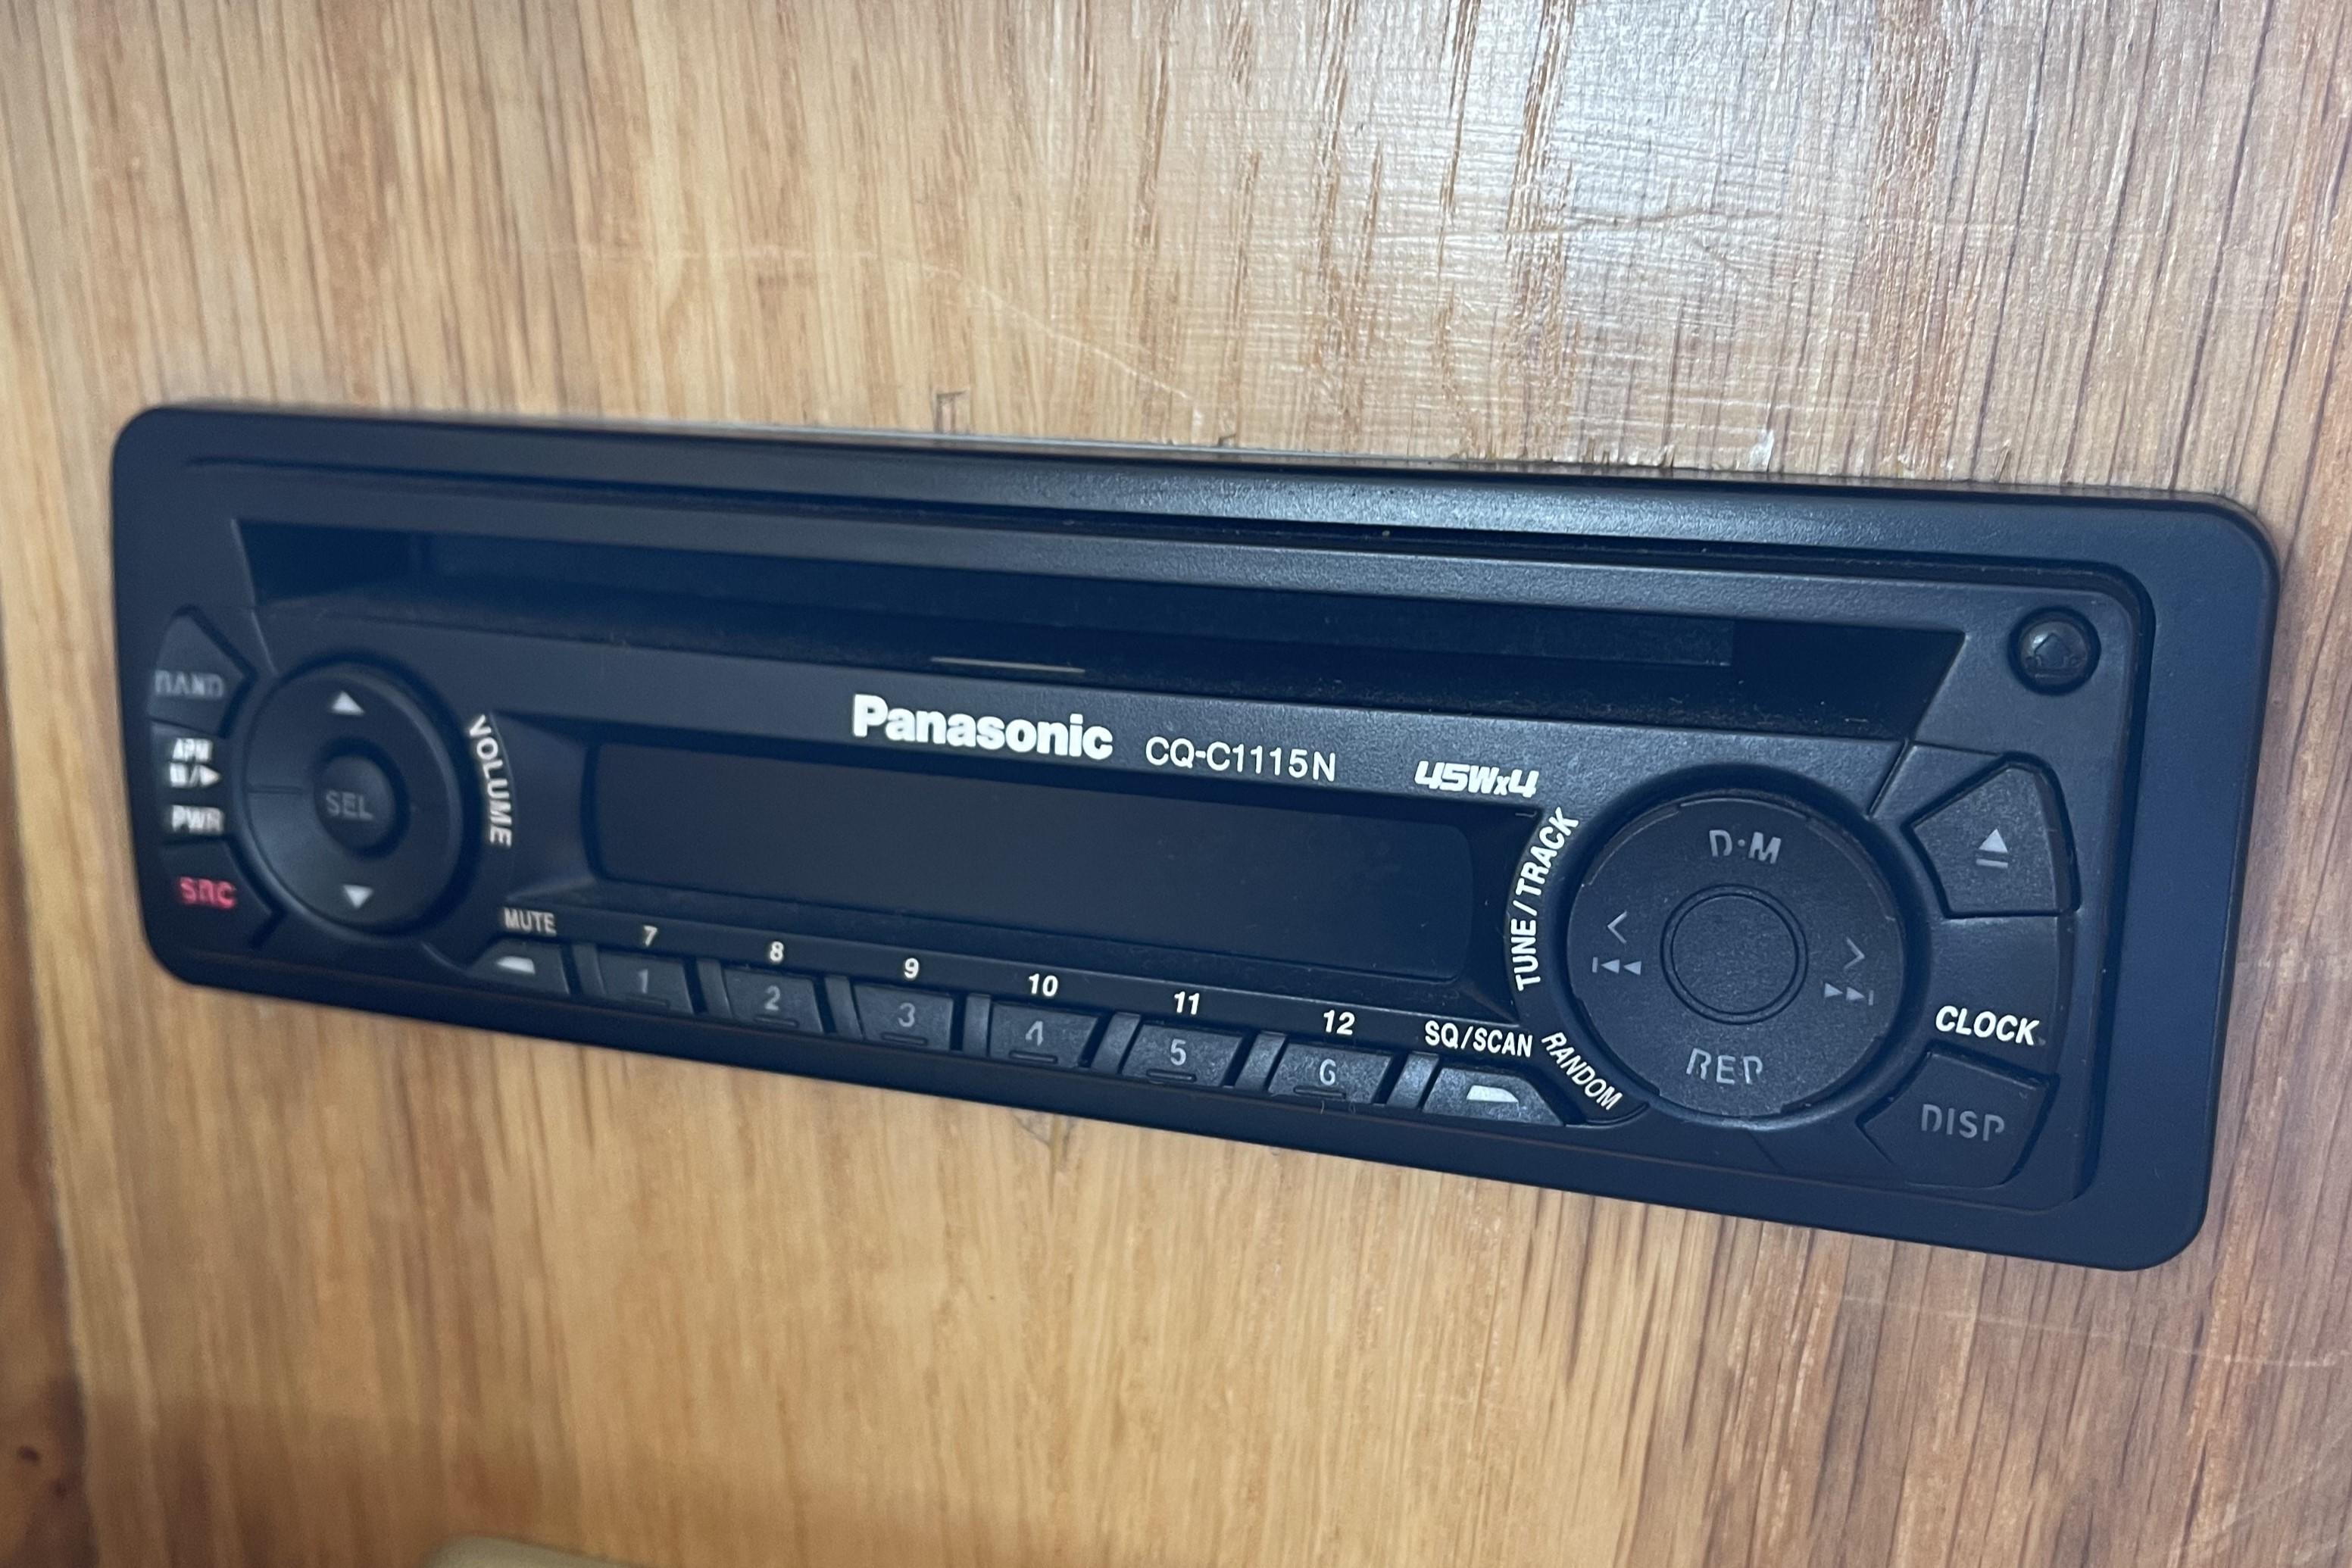 Panasonic CQ-C1115N 45Wx4
BAND
APM
PWR
SRC
SEL
VOLUME
MUTE
7 8 9 10 11 12
SQ/SCAN
1 2 3 4 5 6
TUNE/TRACK
RANDOM
D·M
REP
CLOCK
DISP